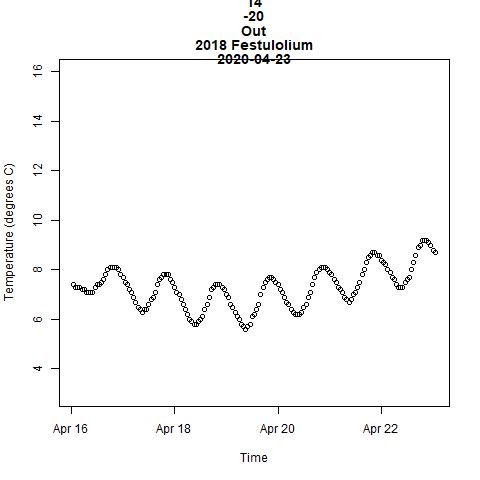 14
-20
Out
2018 Festulolium
2020-04-23
Temperature (degrees C)
16
14
12
10
8
6
4
Apr 16
Apr 18
Apr 20
Apr 22
Time